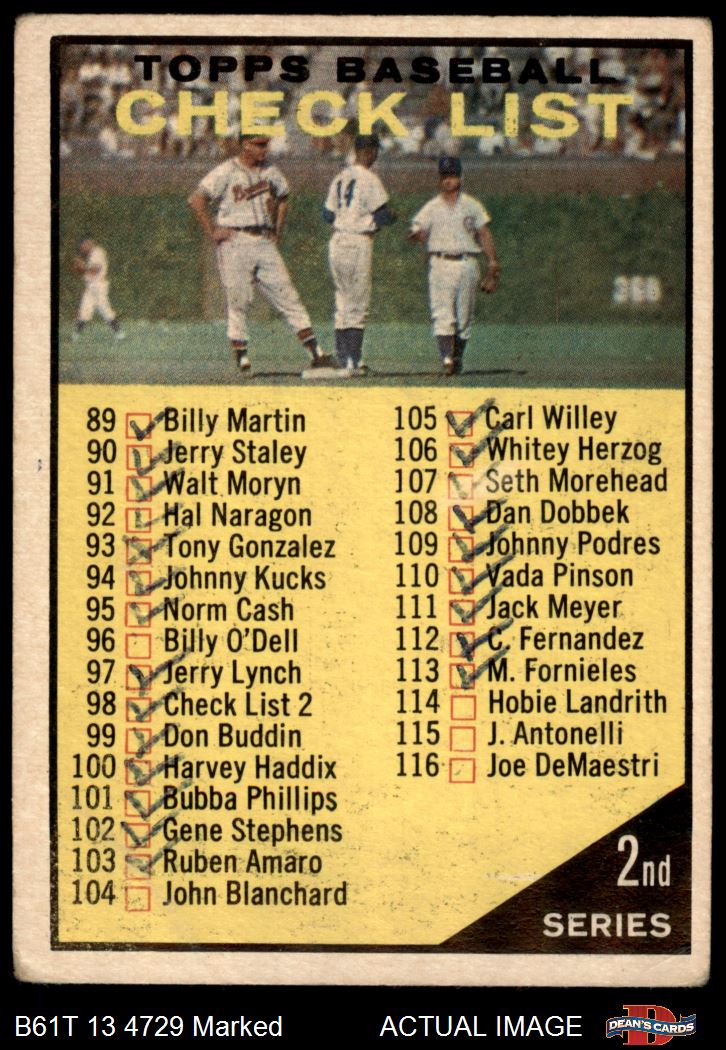 TOPPS BASEBALL
CHECK LIST
Braves
14
368
89 Billy Martin
90 Jerry Staley
91 Walt Moryn
92 Hal Naragon
93 Tony Gonzalez
94 Johnny Kucks
95 Norm Cash
96 Billy O'Dell
97 Jerry Lynch
98 Check List 2
99 Don Buddin
100 Harvey Haddix
101 Bubba Phillips
102 Gene Stephens
103 Ruben Amaro
104 John Blanchard
105 Carl Willey
106 Whitey Herzog
107 Seth Morehead
108 Dan Dobbek
109 Johnny Podres
110 Vada Pinson
111 Jack Meyer
112 C. Fernandez
113 M. Fornieles
114 Hobie Landrith
115 J. Antonelli
116 Joe DeMaestri
2nd
SERIES
B61T 13 4729 Marked
ACTUAL IMAGE
DEAN'S CARDS